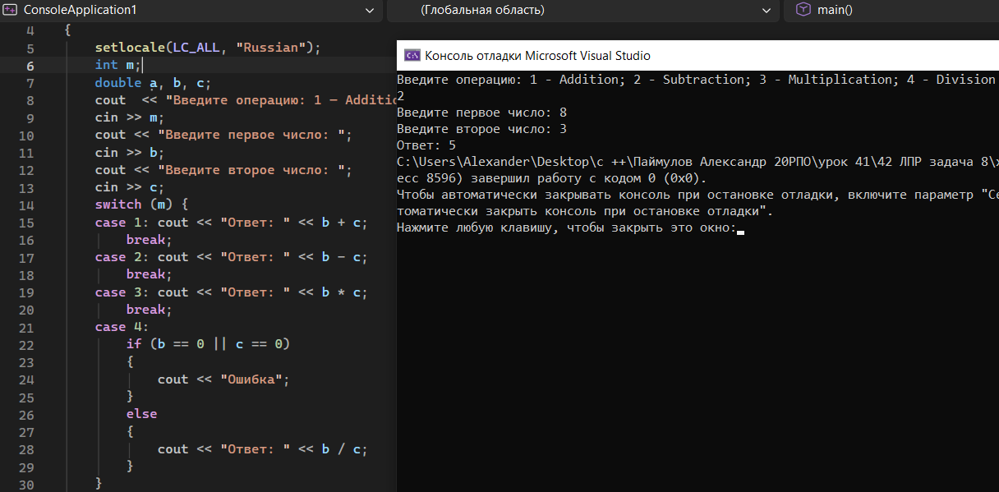 ConsoleApplication1
(Глобальная область)
main()
4 {
5 setlocale(LC_ALL, "Russian");
6 int m;
7 double a, b, c;
8 cout << "Введите операцию: 1 – Additio
9 cin >> m;
10 cout << "Введите первое число: ";
11 cin >> b;
12 cout << "Введите второе число: ";
13 cin >> c;
14 switch (m) {
15 case 1: cout << "Ответ: " << b + c;
16 break;
17 case 2: cout << "Ответ: " << b - c;
18 break;
19 case 3: cout << "Ответ: " << b * c;
20 break;
21 case 4:
22 if (b == 0 || c == 0)
23 {
24 cout << "Ошибка";
25 }
26 else
27 {
28 cout << "Ответ: " << b / c;
29 }
30 }
Консоль отладки Microsoft Visual Studio
Введите операцию: 1 - Addition; 2 - Subtraction; 3 - Multiplication; 4 - Division
2
Введите первое число: 8
Введите второе число: 3
Ответ: 5
C:\Users\Alexander\Desktop\c ++\Паймулов Александр 20РПО\урок 41\42 ЛПР задача 8\
есс 8596) завершил работу с кодом 0 (0x0).
Чтобы автоматически закрывать консоль при остановке отладки, включите параметр "Се
томатически закрыть консоль при остановке отладки".
Нажмите любую клавишу, чтобы закрыть это окно: